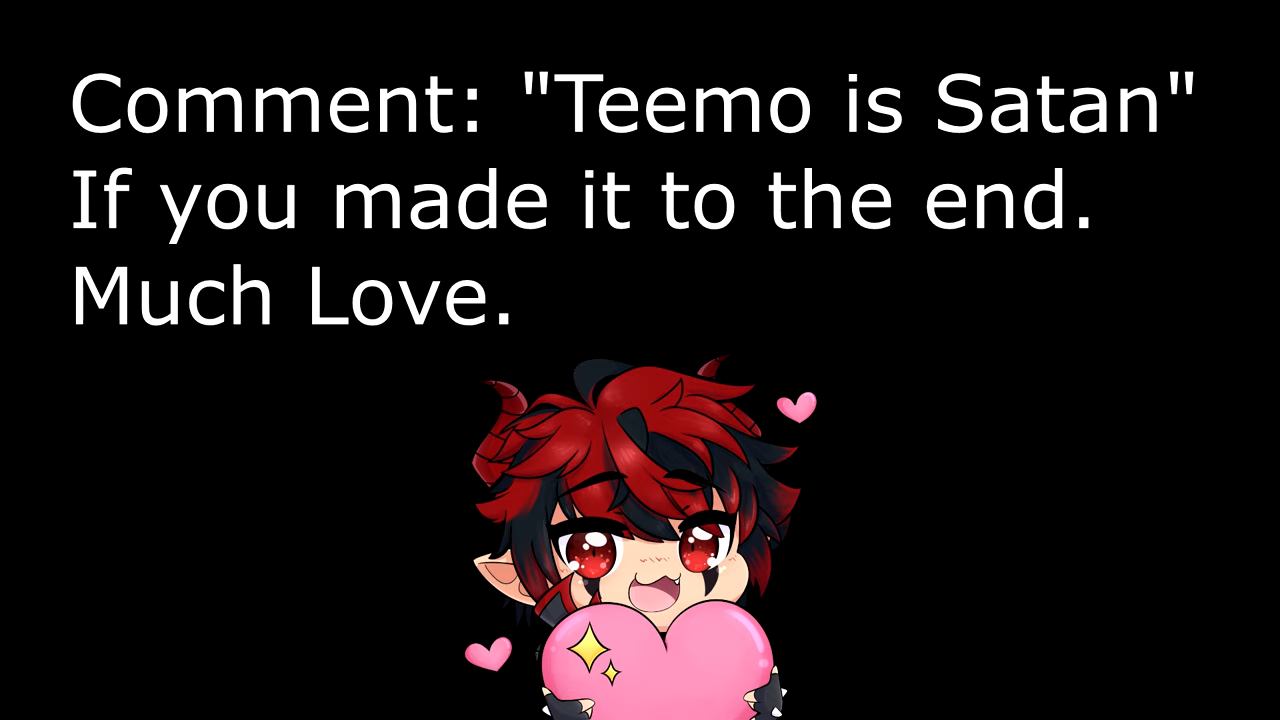 Comment: "Teemo is Satan"
If you made it to the end.
Much Love.